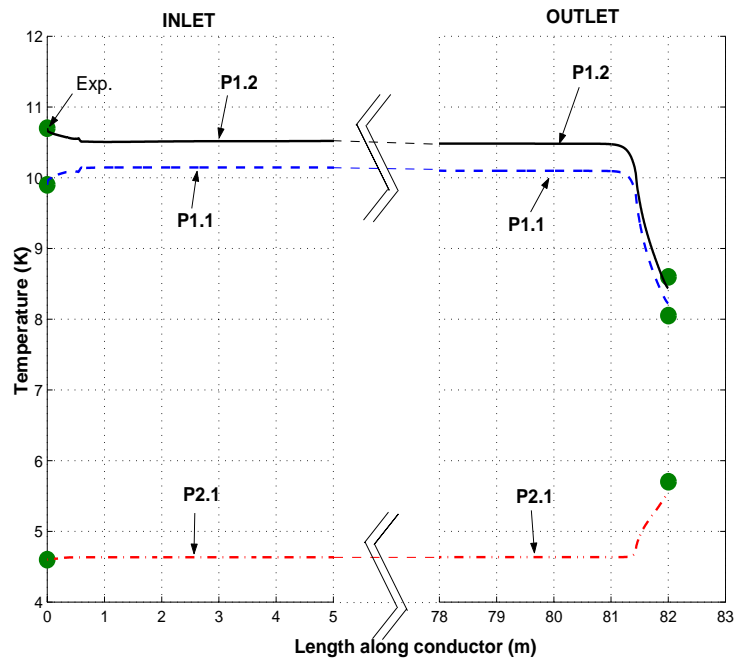 INLET
OUTLET
12
11
10
9
8
7
6
5
4
Temperature (K)
Exp.
P1.2
P1.2
P1.1
P1.1
P2.1
P2.1
0
1
2
3
4
5
78
79
80
81
82
83
Length along conductor (m)